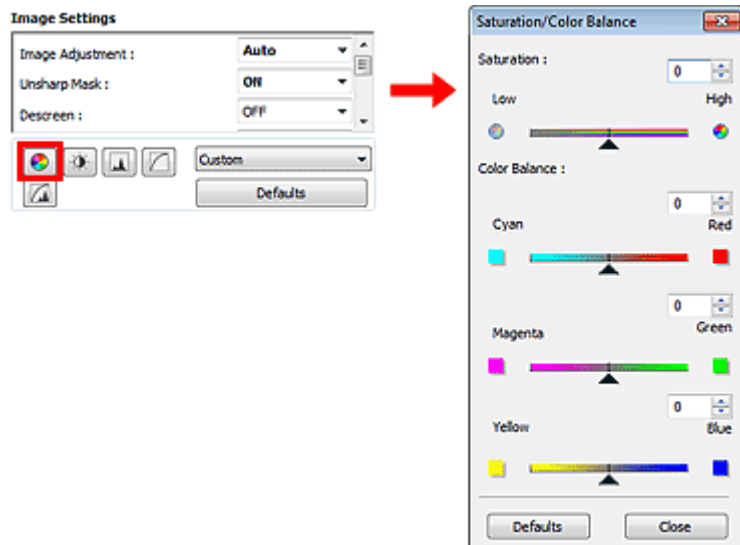 Image Settings
Image Adjustment : Auto
Unsharp Mask : ON
Descreen : OFF
Custom
Defaults
Saturation/Color Balance
Saturation :
0
Low High
Color Balance :
0
Cyan Red
0
Magenta Green
0
Yellow Blue
Defaults Close